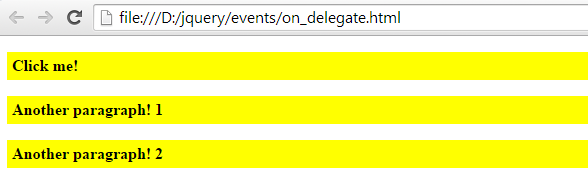 file:///D:/jquery/events/on_delegate.html
Click me!
Another paragraph! 1
Another paragraph! 2